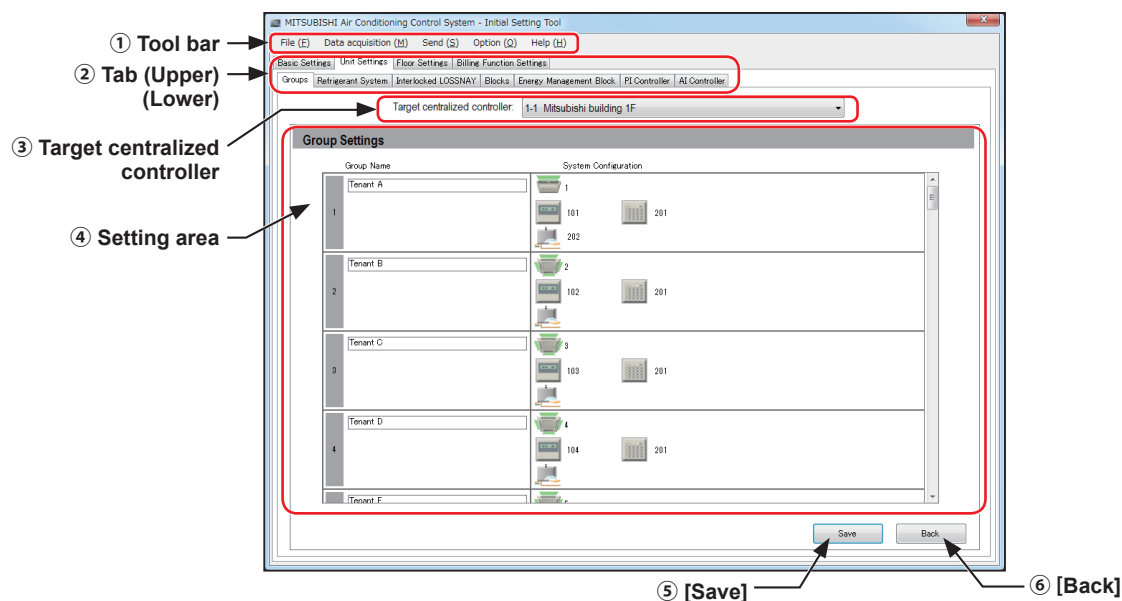 MITSUBISHI Air Conditioning Control System - Initial Setting Tool
① Tool bar
File (F) Data acquisition (M) Send (S) Option (O) Help (H)
② Tab (Upper)
(Lower)
Basic Settings Unit Settings Floor Settings Billing Function Settings
Groups Refrigerant System Interlocked LOSSNAY Blocks Energy Management Block PI Controller AI Controller
③ Target centralized
controller
Target centralized controller: 1-1 Mitsubishi building 1F
④ Setting area
Group Settings
Group Name System Configuration
1 Tenant A 1
101 201
202
2 Tenant B 2
102 201
3 Tenant C 3
103 201
4 Tenant D 4
104 201
Save Back
⑤ [Save]
⑥ [Back]